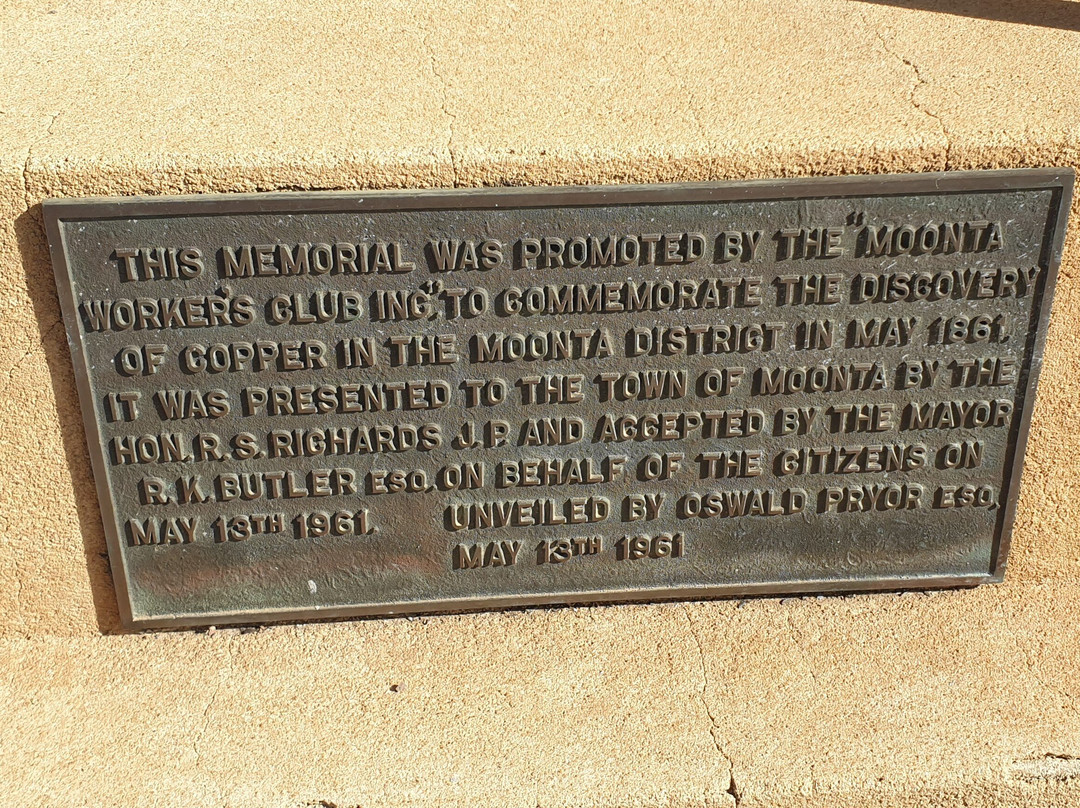 THIS MEMORIAL WAS PROMOTED BY THE "MOONTA
WORKER'S CLUB INC", TO COMMEMORATE THE DISCOVERY
OF COPPER IN THE MOONTA DISTRICT IN MAY 1861.
IT WAS PRESENTED TO THE TOWN OF MOONTA BY THE
HON. R. S. RICHARDS J. P. AND ACCEPTED BY THE MAYOR
R. K. BUTLER ESQ. ON BEHALF OF THE CITIZENS ON
MAY 13TH 1961. UNVEILED BY OSWALD PRYOR ESQ,
MAY 13TH 1961